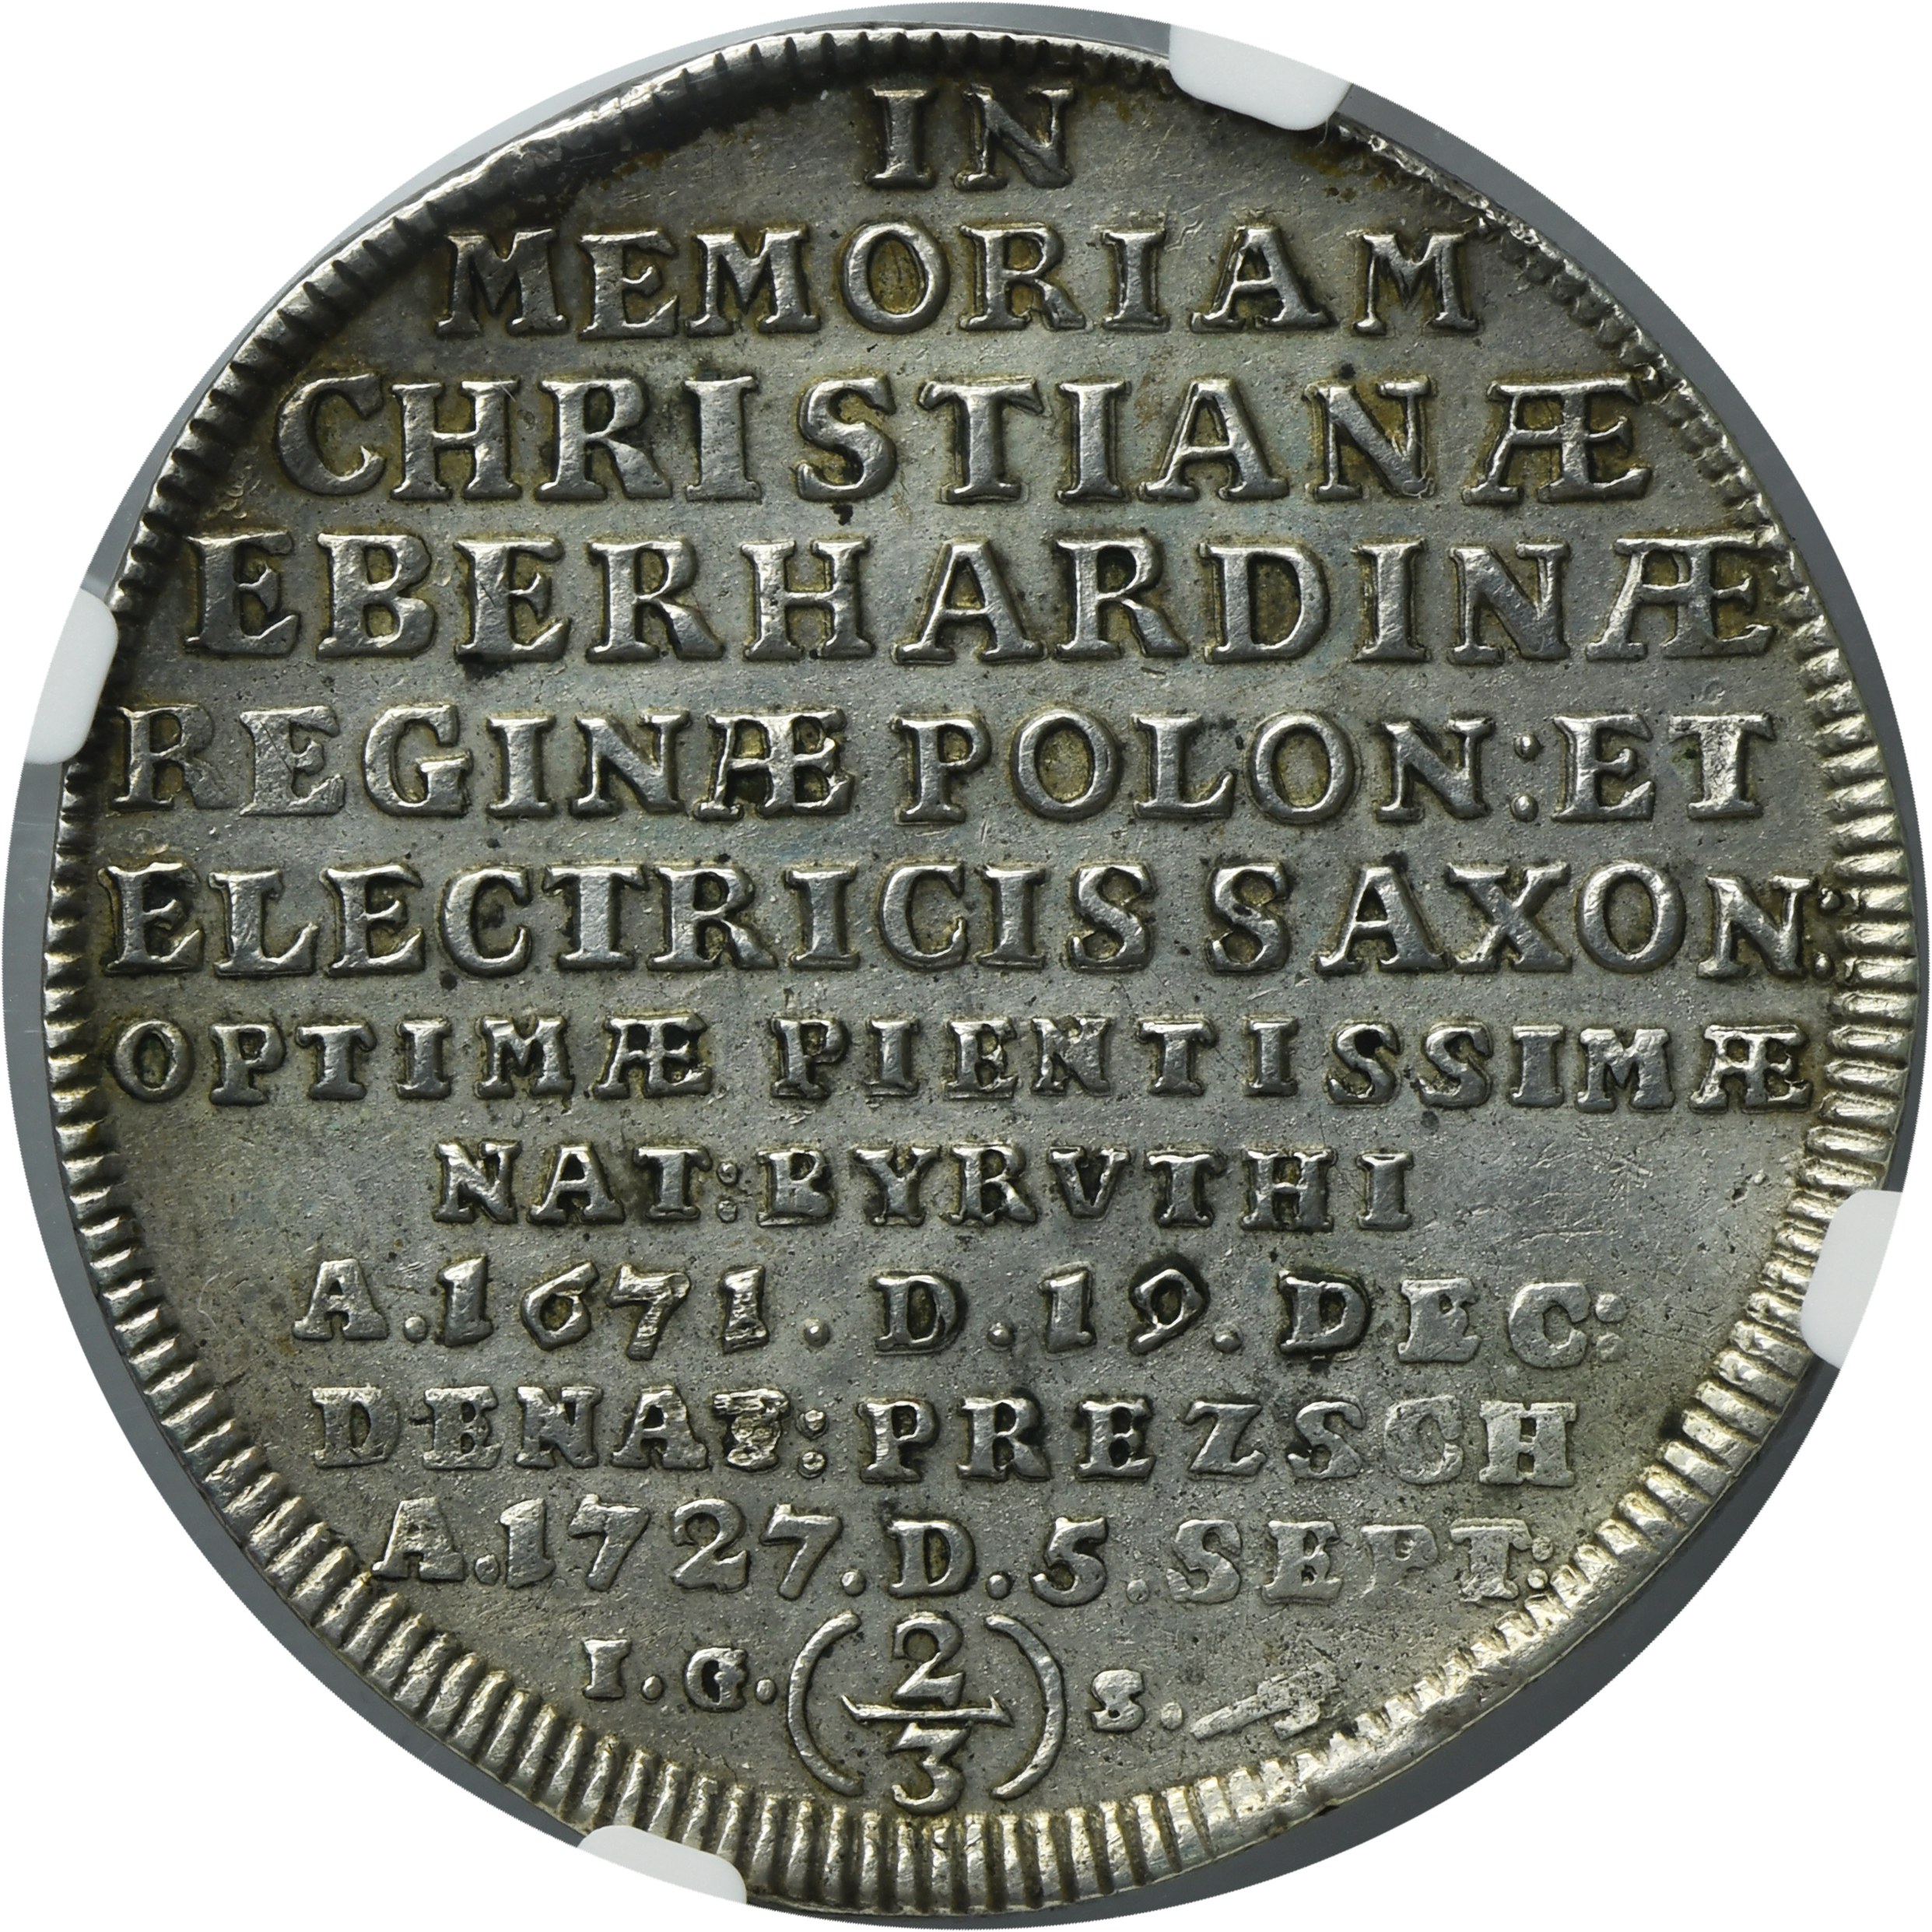 IN
MEMORIAM
CHRISTIANÆ
EBERHARDINÆ
REGINÆ POLON: ET
ELECTRICIS SAXON:
OPTIMÆ PIENTISSIMÆ
NAT: BYRVTHI
A. 1671. D. 19. DEC:
DENAT: PREZSCH
A. 1727. D. 5. SEPT:
I. G. (2/3) S.